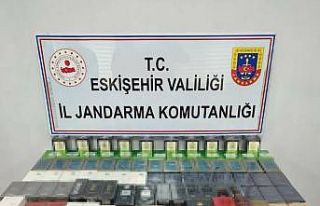 T.C.
ESKİŞEHİR VALİLİĞİ
İL JANDARMA KOMUTANLIĞI